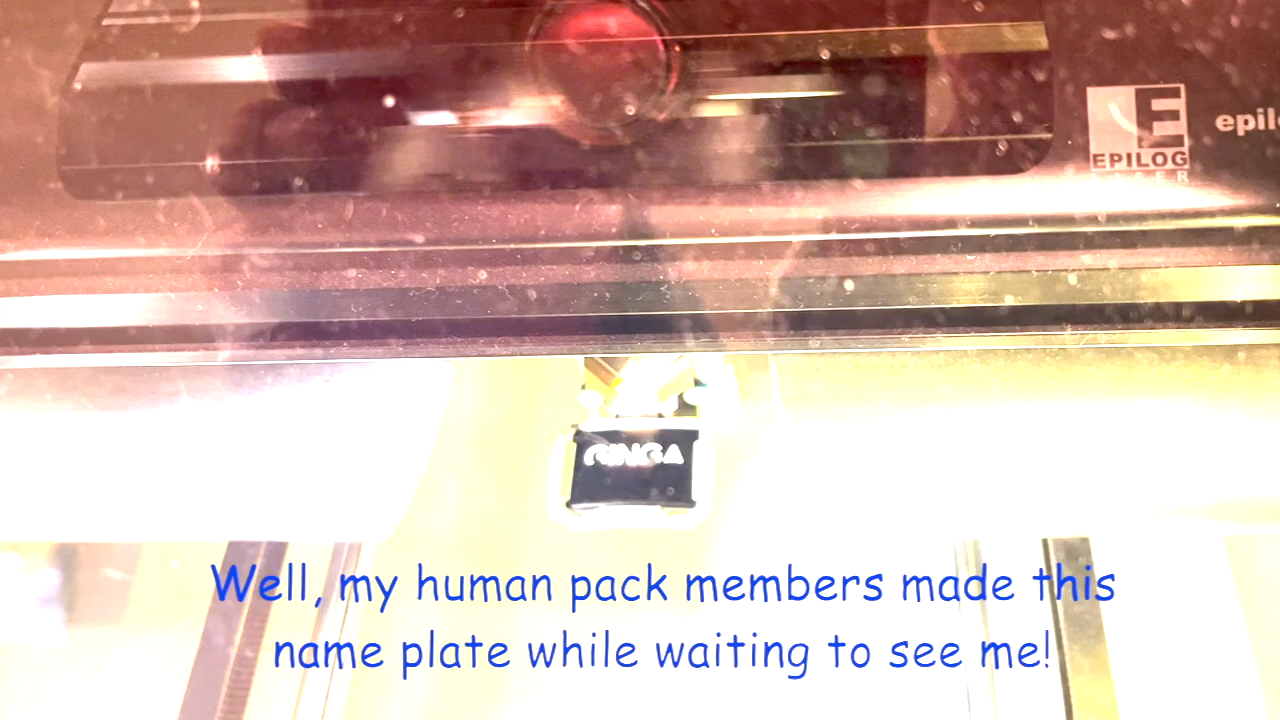 EPILOG
LASER
epil
RINGA
Well, my human pack members made this
name plate while waiting to see me!